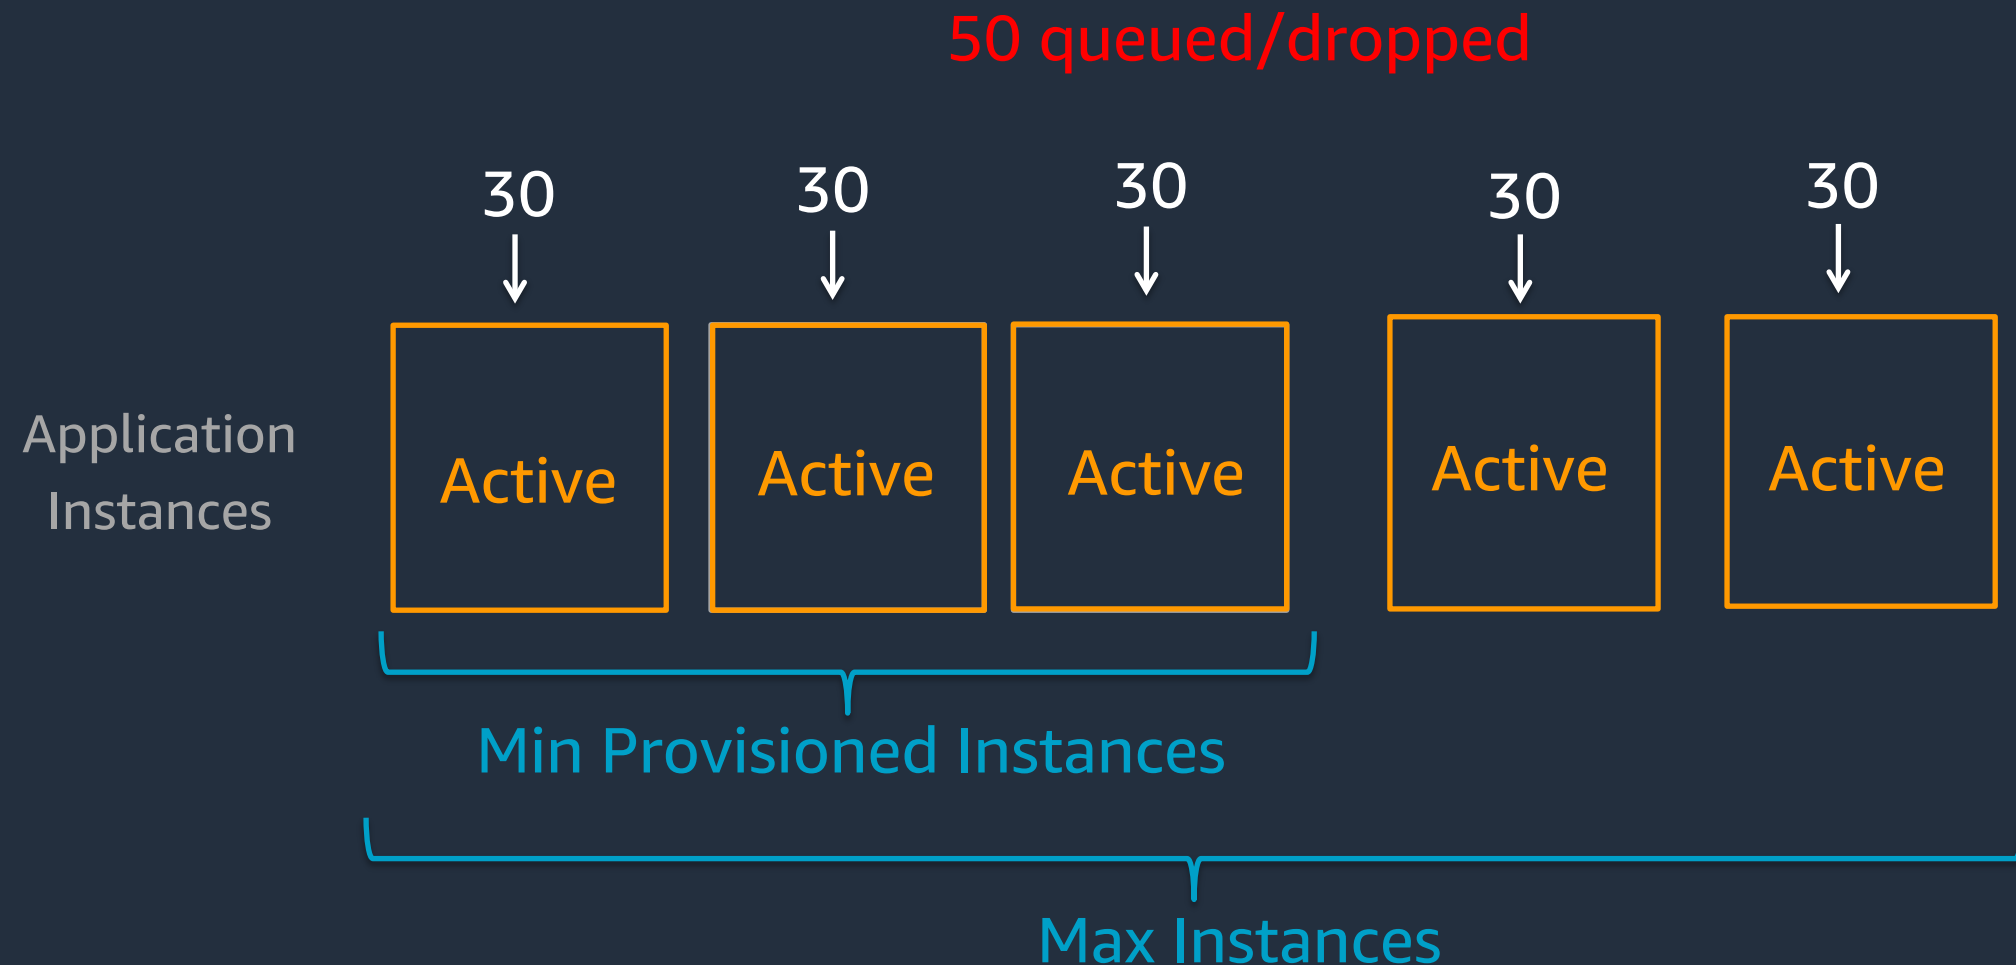 50 queued/dropped
30 30 30 30 30
Application
Instances
Active Active Active Active Active
Min Provisioned Instances
Max Instances